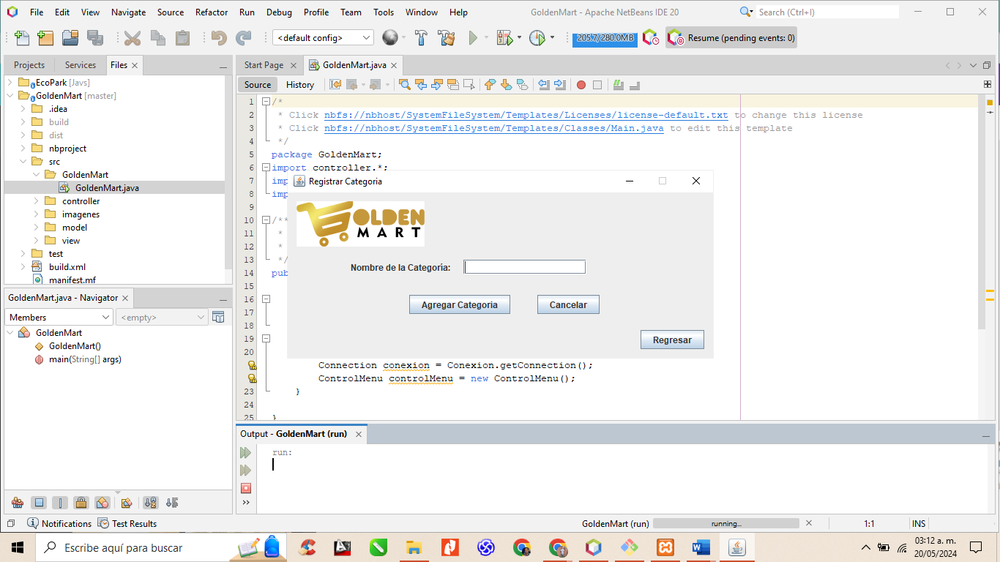 File Edit View Navigate Source Refactor Run Debug Profile Team Tools Window Help
GoldenMart - Apache NetBeans IDE 20
Search (Ctrl+I)
<default config>
205.7/280.0MB
Resume (pending events: 0)
Projects Services Files
Start Page GoldenMart.java
Source History
EcoPark [Javs]
GoldenMart [master]
.idea
build
dist
nbproject
src
GoldenMart
GoldenMart.java
controller
imagenes
model
view
test
build.xml
manifest.mf
1 /*
2 * Click nbfs://nbhost/SystemFileSystem/Templates/Licenses/license-default.txt to change this license
3 * Click nbfs://nbhost/SystemFileSystem/Templates/Classes/Main.java to edit this template
4 */
5 package GoldenMart;
6 import controller.*;
7 imp
8 imp
9
10 /**
11 *
12 *
13 */
14 pub
15
16
17
18
19
20
Connection conexion = Conexion.getConnection();
ControlMenu controlMenu = new ControlMenu();
23 }
24
25 }
Registrar Categoria
GOLDEN
MART
Nombre de la Categoría:
Agregar Categoria Cancelar
Regresar
GoldenMart.java - Navigator
Members <empty>
GoldenMart
GoldenMart()
main(String[] args)
Output - GoldenMart (run)
run:
Notifications Test Results
GoldenMart (run) running... 1:1 INS
Escribe aquí para buscar
03:12 a. m.
20/05/2024